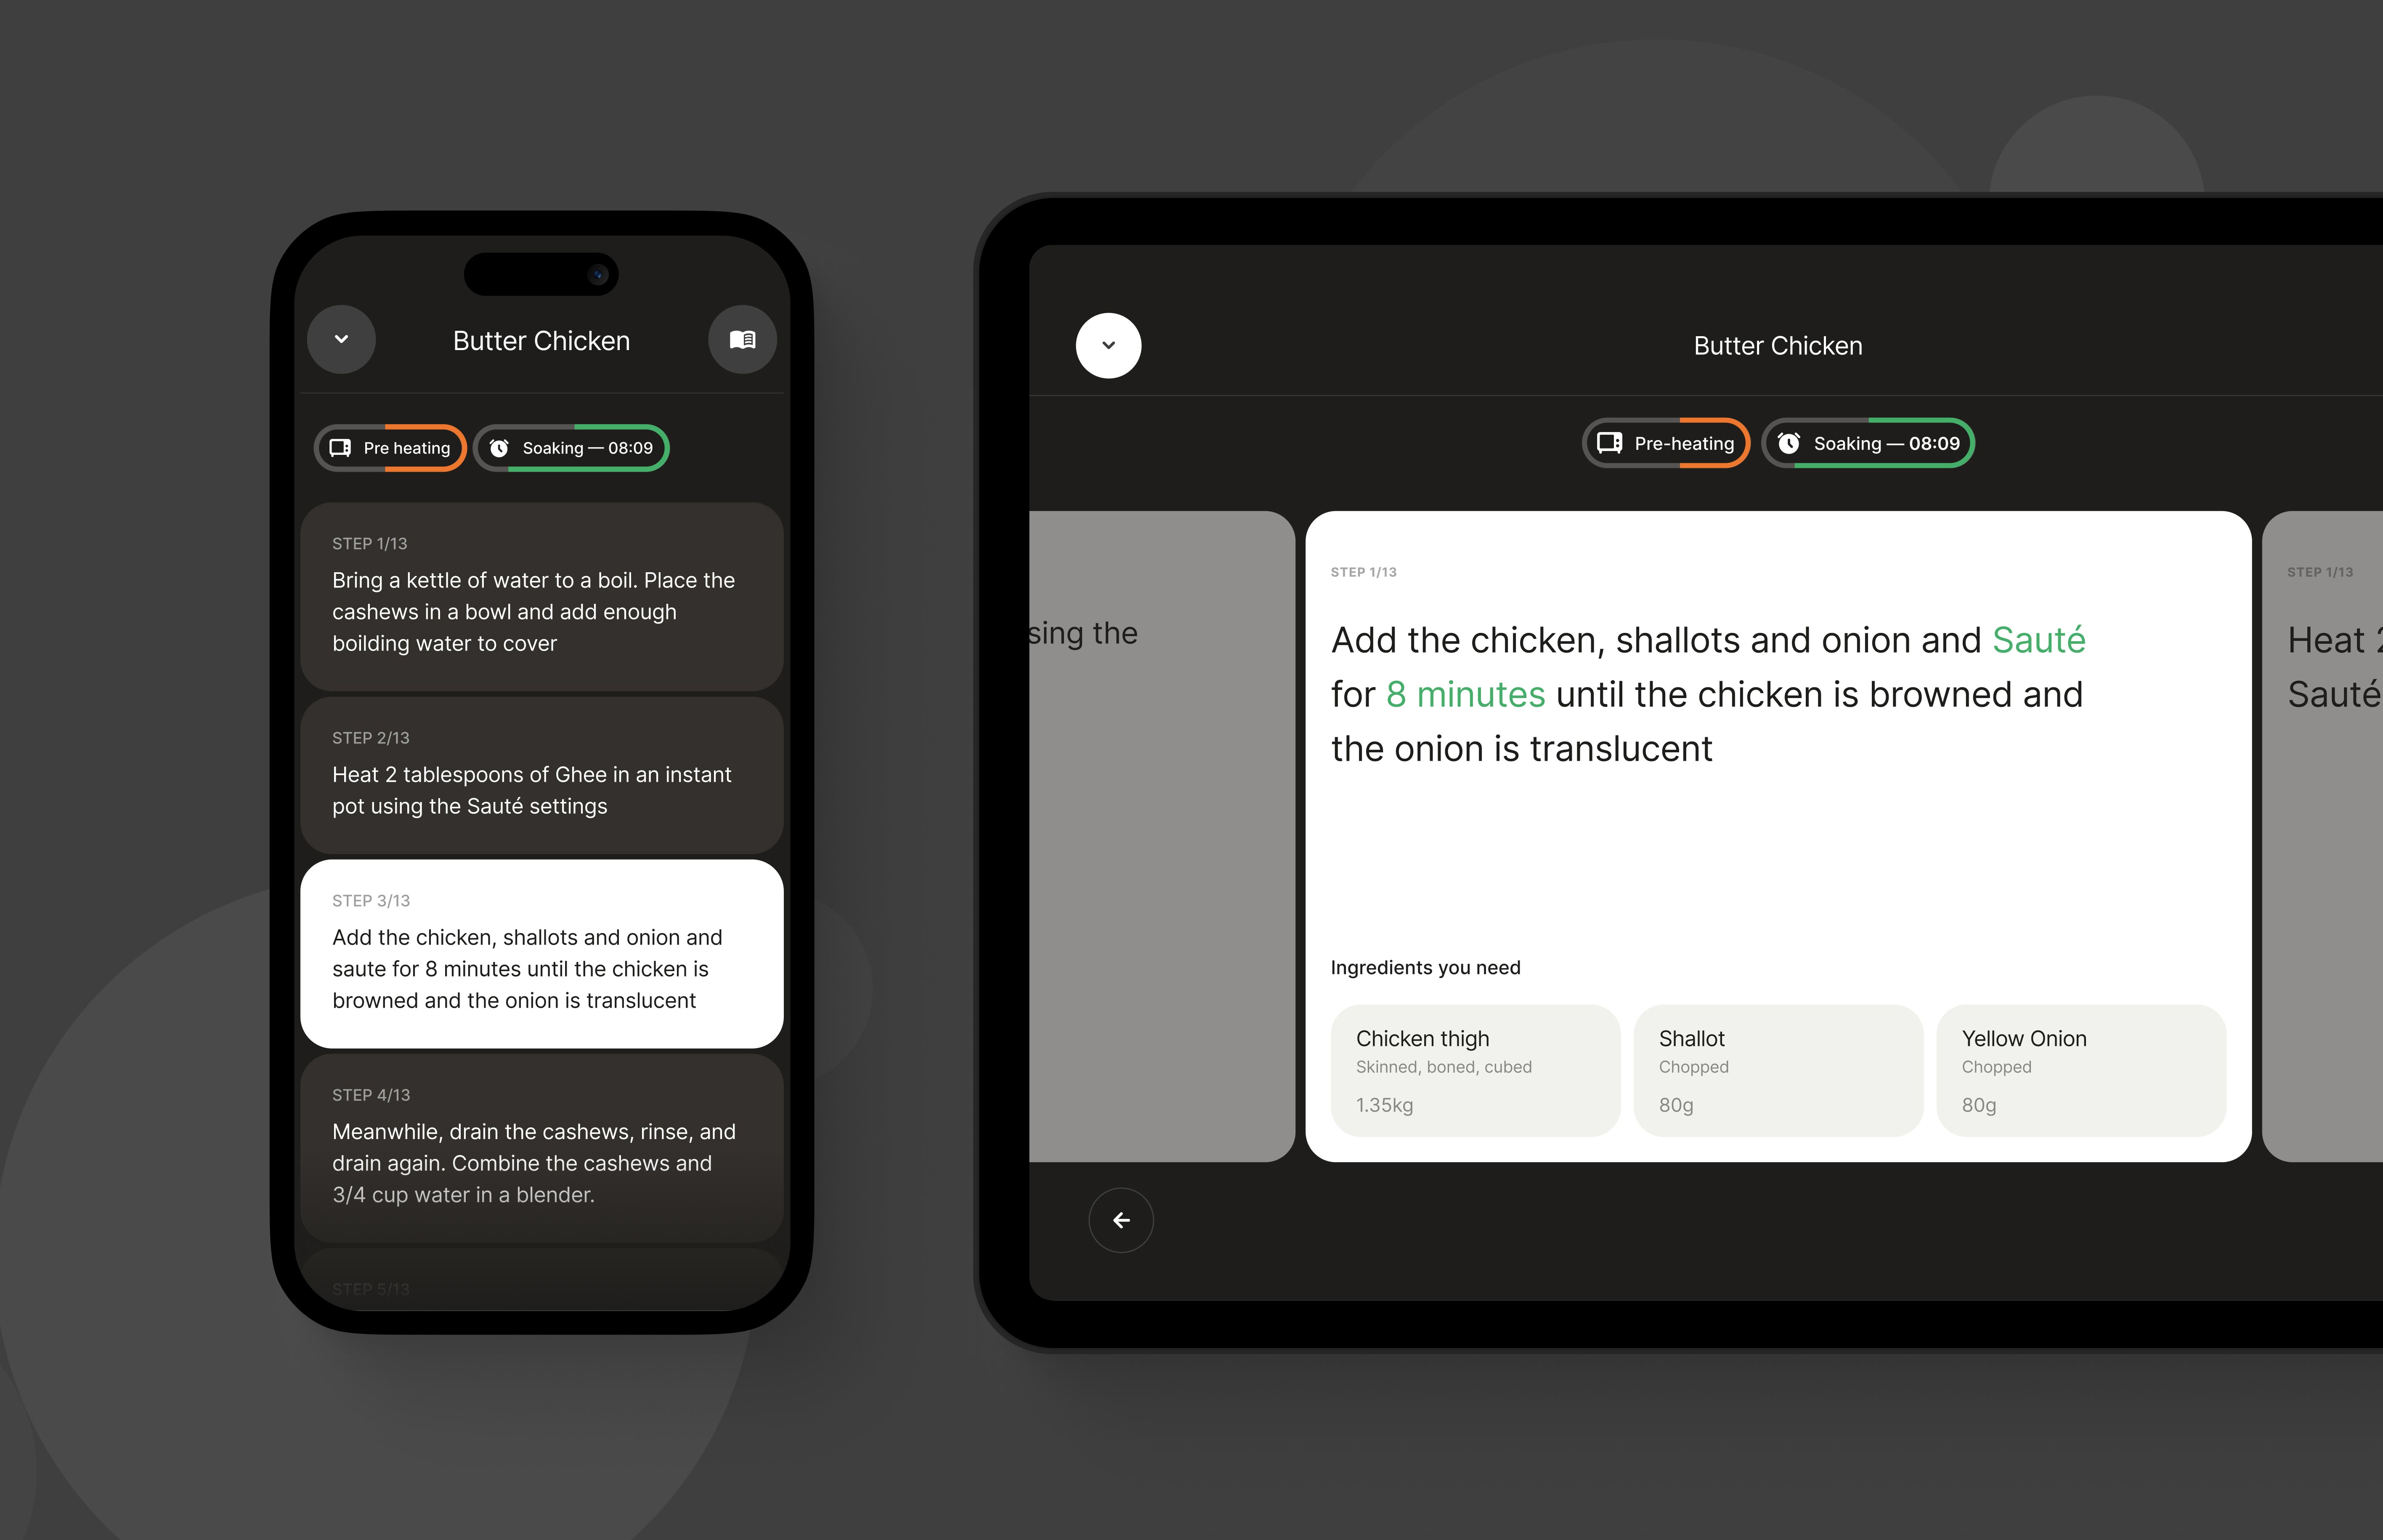 Butter Chicken
Pre heating
Soaking — 08:09
STEP 1/13
Bring a kettle of water to a boil. Place the
cashews in a bowl and add enough
boilding water to cover
STEP 2/13
Heat 2 tablespoons of Ghee in an instant
pot using the Sauté settings
STEP 3/13
Add the chicken, shallots and onion and
saute for 8 minutes until the chicken is
browned and the onion is translucent
STEP 4/13
Meanwhile, drain the cashews, rinse, and
drain again. Combine the cashews and
3/4 cup water in a blender.
STEP 5/13
Butter Chicken
Pre-heating
Soaking — 08:09
sing the
STEP 1/13
Add the chicken, shallots and onion and Sauté
for 8 minutes until the chicken is browned and
the onion is translucent
Ingredients you need
Chicken thigh
Skinned, boned, cubed
1.35kg
Shallot
Chopped
80g
Yellow Onion
Chopped
80g
STEP 1/13
Heat 2
Sauté